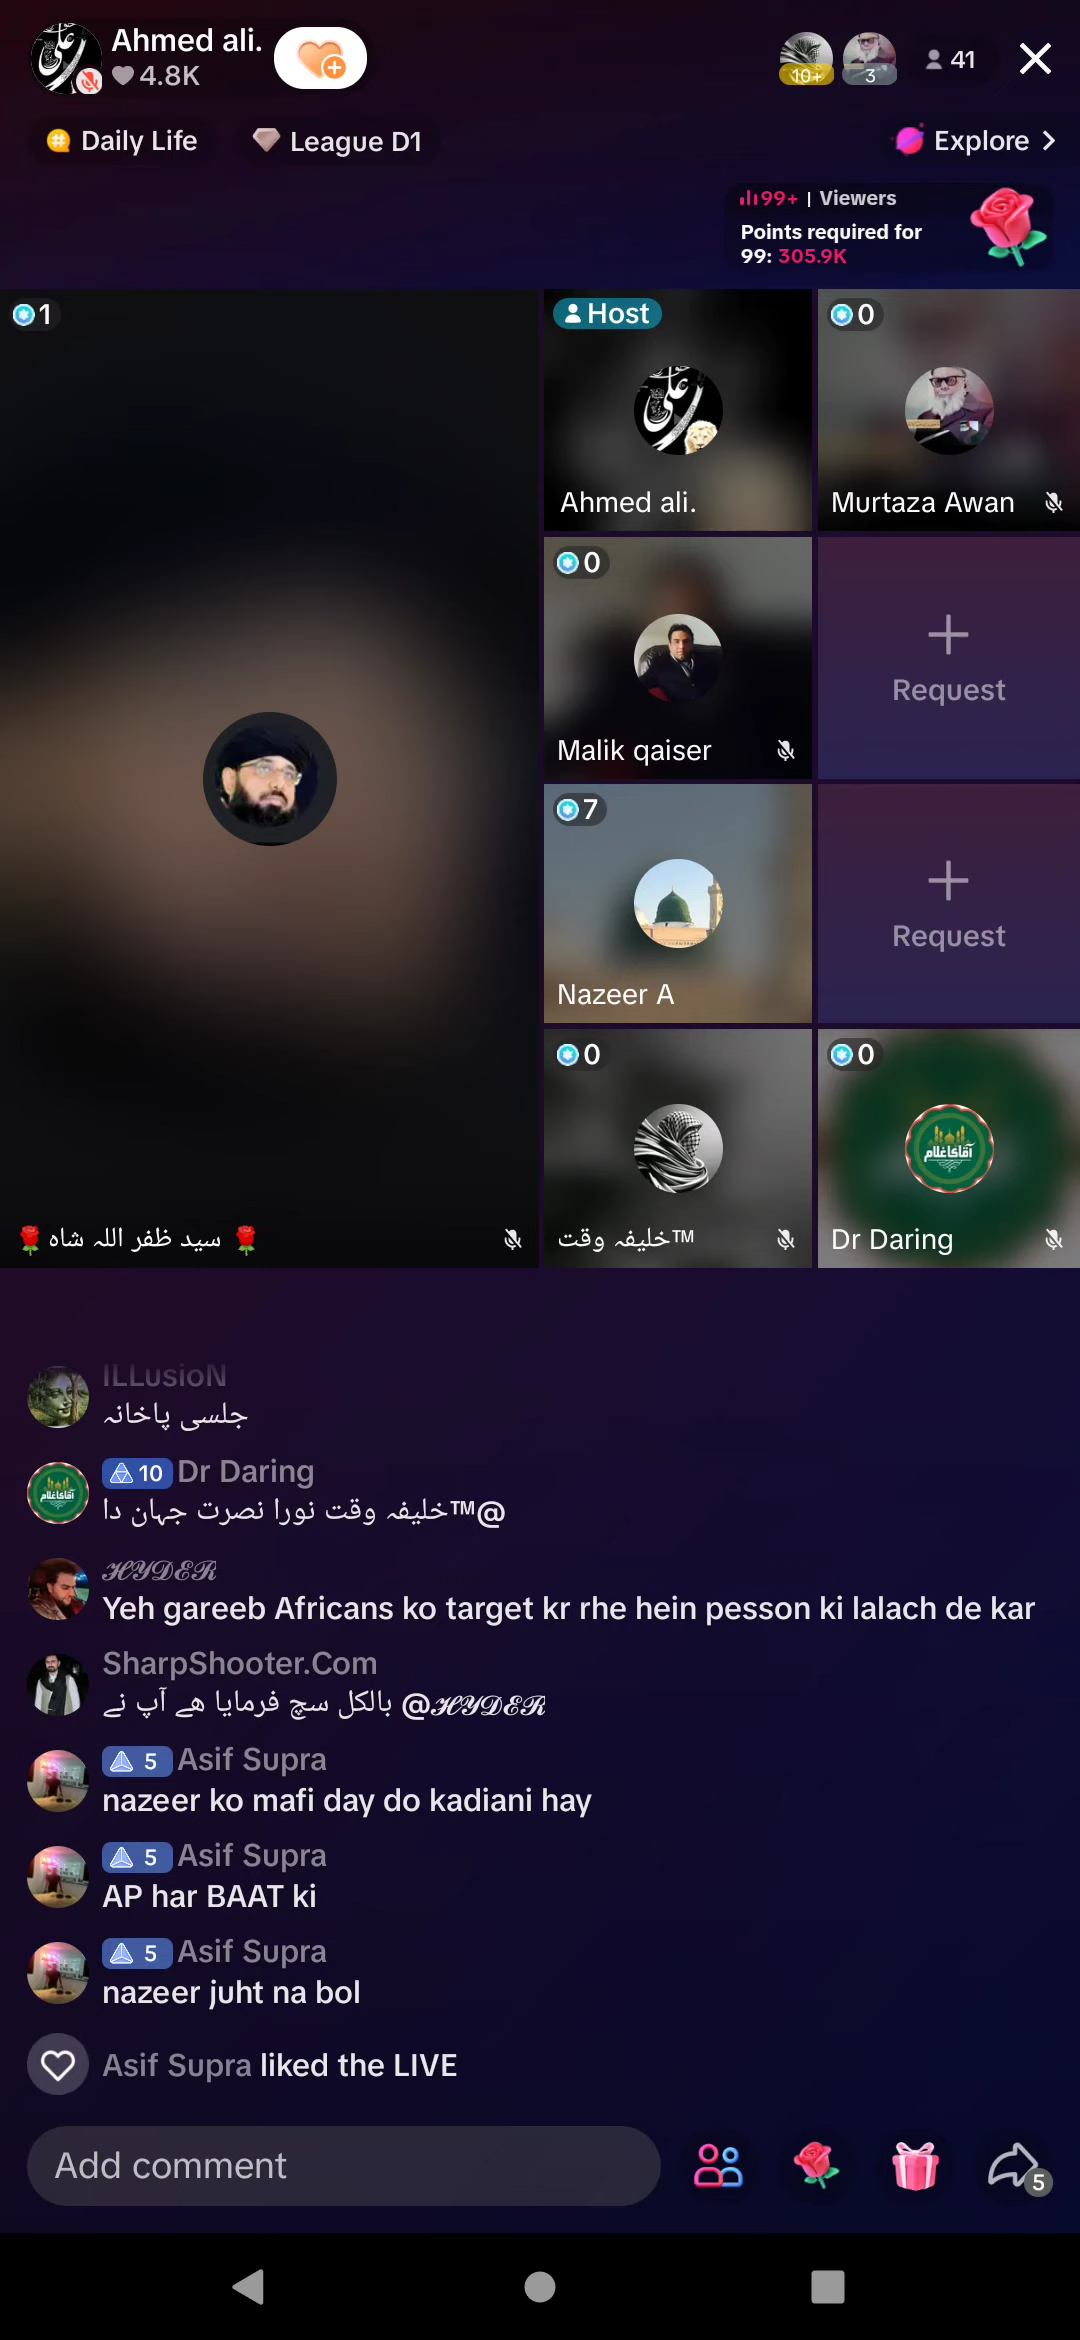 Ahmed ali.
4.8K
10+
3
41
Daily Life
League D1
Explore
99+ | Viewers
Points required for
99: 305.9K
1
Host
Ahmed ali.
0
Murtaza Awan
0
Malik qaiser
Request
7
Nazeer A
Request
🌹 سید ظفر اللہ شاہ 🌹
0
خلیفہ وقت™
0
آقا کا غلام
Dr Daring
ILLusioN
جلسی پاخانہ
10 Dr Daring
@خلیفہ وقت نورا نصرت جہان دا™
ℋYDER
Yeh gareeb Africans ko target kr rhe hein pesson ki lalach de kar
SharpShooter.Com
@ℋYDER بالکل سچ فرمایا ھے آپ نے
5 Asif Supra
nazeer ko mafi day do kadiani hay
5 Asif Supra
AP har BAAT ki
5 Asif Supra
nazeer juht na bol
Asif Supra liked the LIVE
Add comment
5